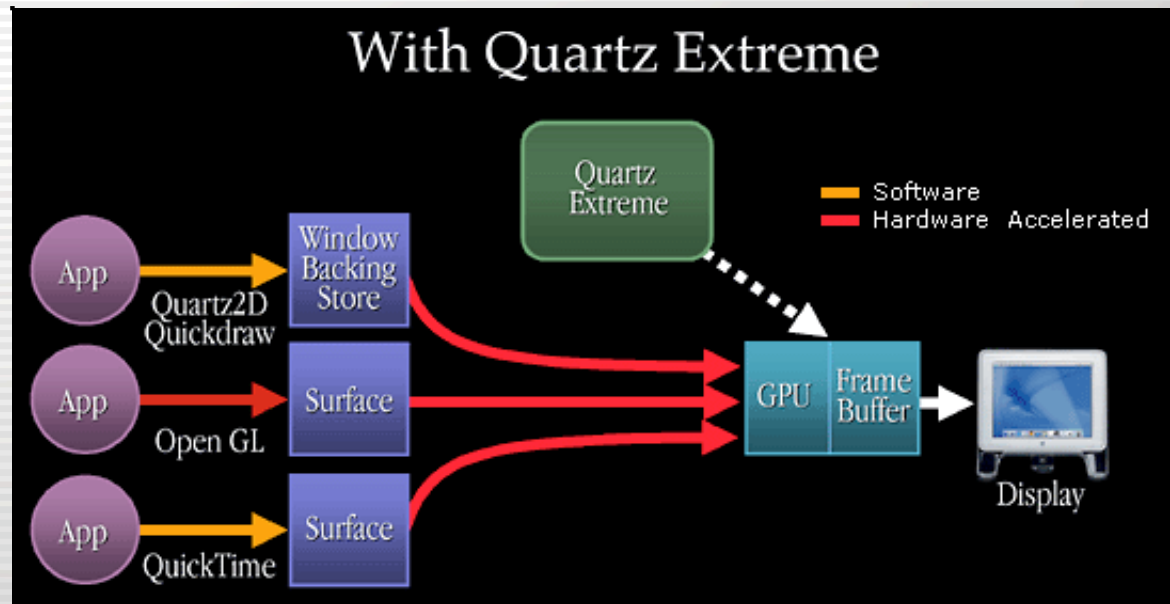 With Quartz Extreme
Quartz
Extreme
Software
Hardware Accelerated
App
Quartz2D
Quickdraw
Window
Backing
Store
App
Open GL
Surface
App
QuickTime
Surface
GPU
Frame
Buffer
Display